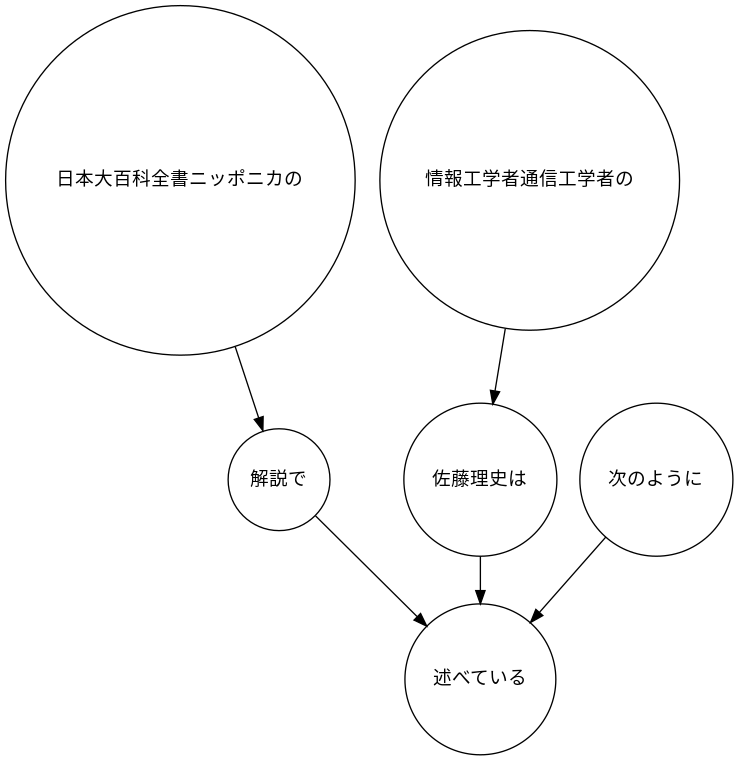 日本大百科全書ニッポニカの
情報工学者通信工学者の
解説で
佐藤理史は
次のように
述べている